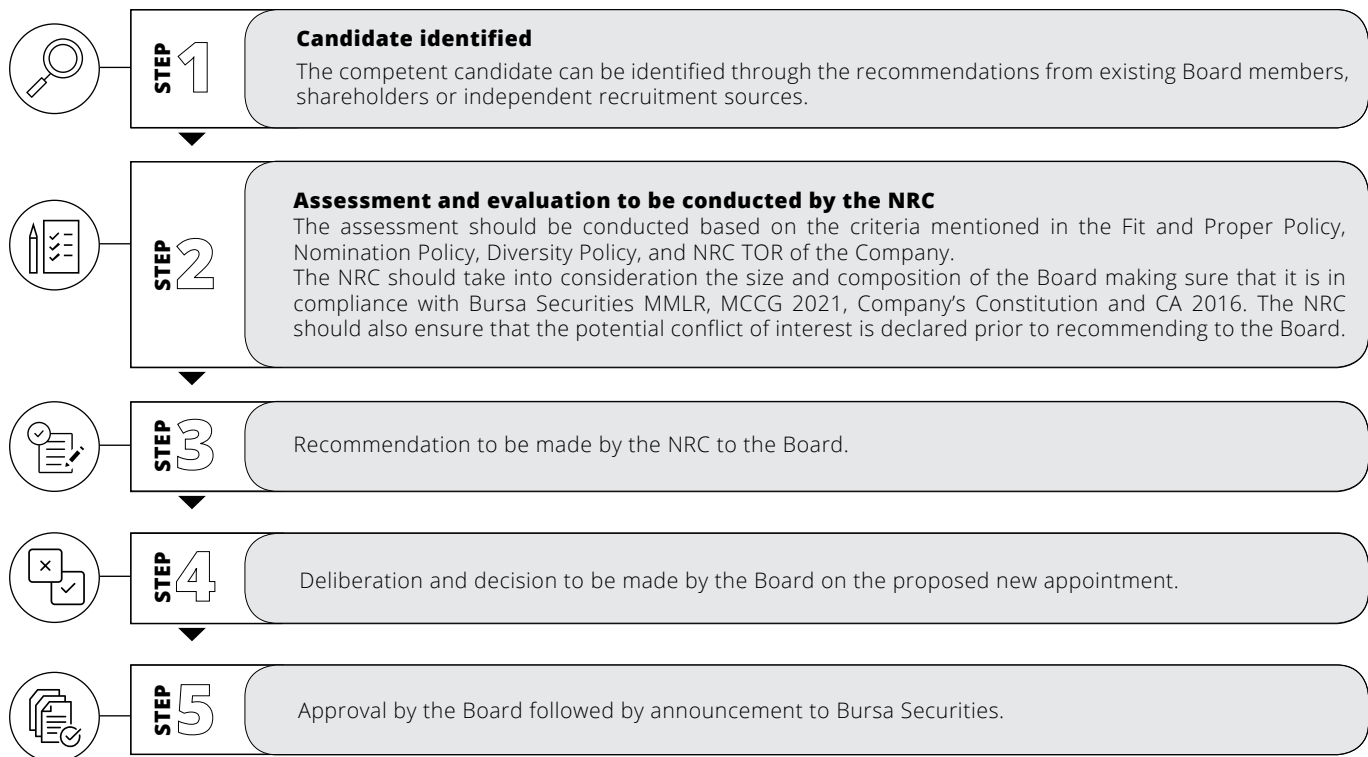 STEP 1
Candidate identified
The competent candidate can be identified through the recommendations from existing Board members,
shareholders or independent recruitment sources.
STEP 2
Assessment and evaluation to be conducted by the NRC
The assessment should be conducted based on the criteria mentioned in the Fit and Proper Policy,
Nomination Policy, Diversity Policy, and NRC TOR of the Company.
The NRC should take into consideration the size and composition of the Board making sure that it is in
compliance with Bursa Securities MMLR, MCCG 2021, Company’s Constitution and CA 2016. The NRC
should also ensure that the potential conflict of interest is declared prior to recommending to the Board.
STEP 3
Recommendation to be made by the NRC to the Board.
STEP 4
Deliberation and decision to be made by the Board on the proposed new appointment.
STEP 5
Approval by the Board followed by announcement to Bursa Securities.